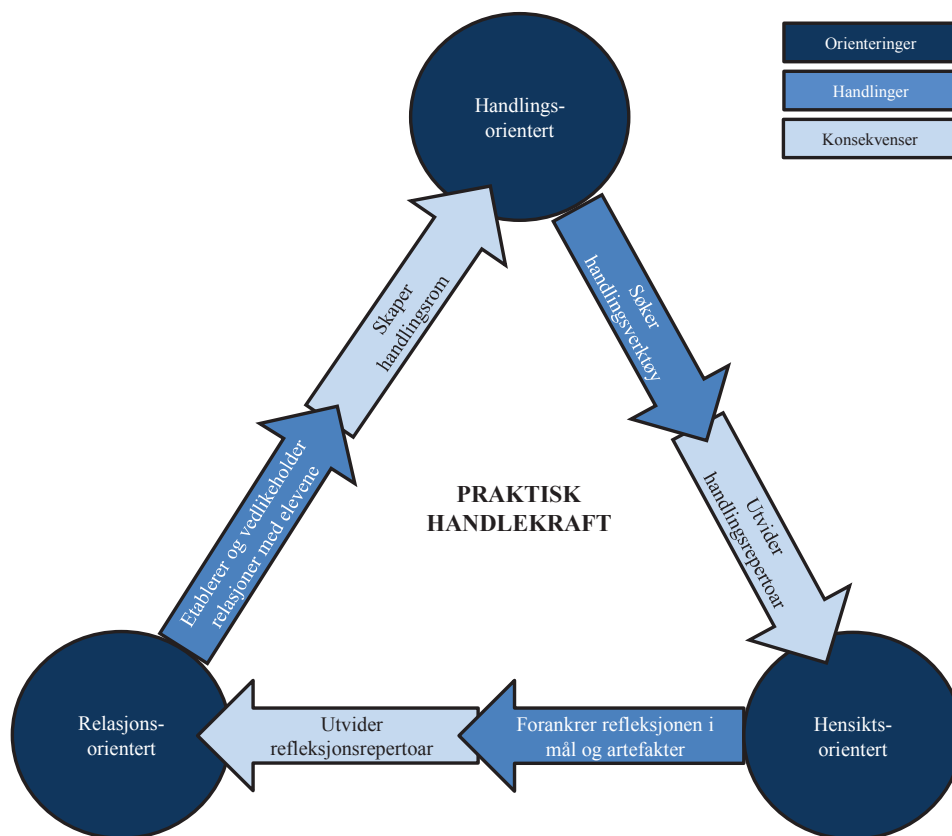 Orienteringer
Handlinger
Konsekvenser
Handlings-
orientert
Skaper
handlingsrom
Søker
handlingsverktøy
Etablerer og vedlikeholder
relasjoner med elevene
PRAKTISK
HANDLEKRAFT
Utvider
handlingsrepertoar
Relasjons-
orientert
Utvider
refleksjonsrepertoar
Forankrer refleksjonen i
mål og artefakter
Hensikts-
orientert